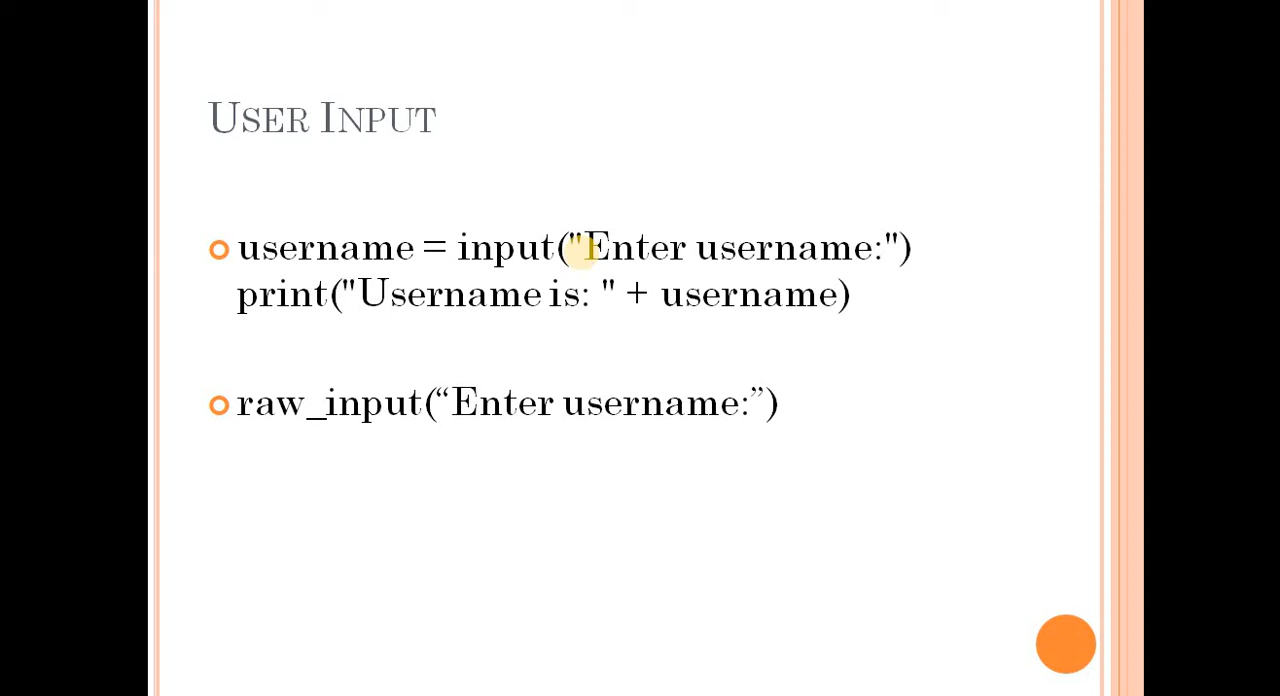 USER INPUT
username = input("Enter username:")
print("Username is: " + username)
raw_input(“Enter username:”)